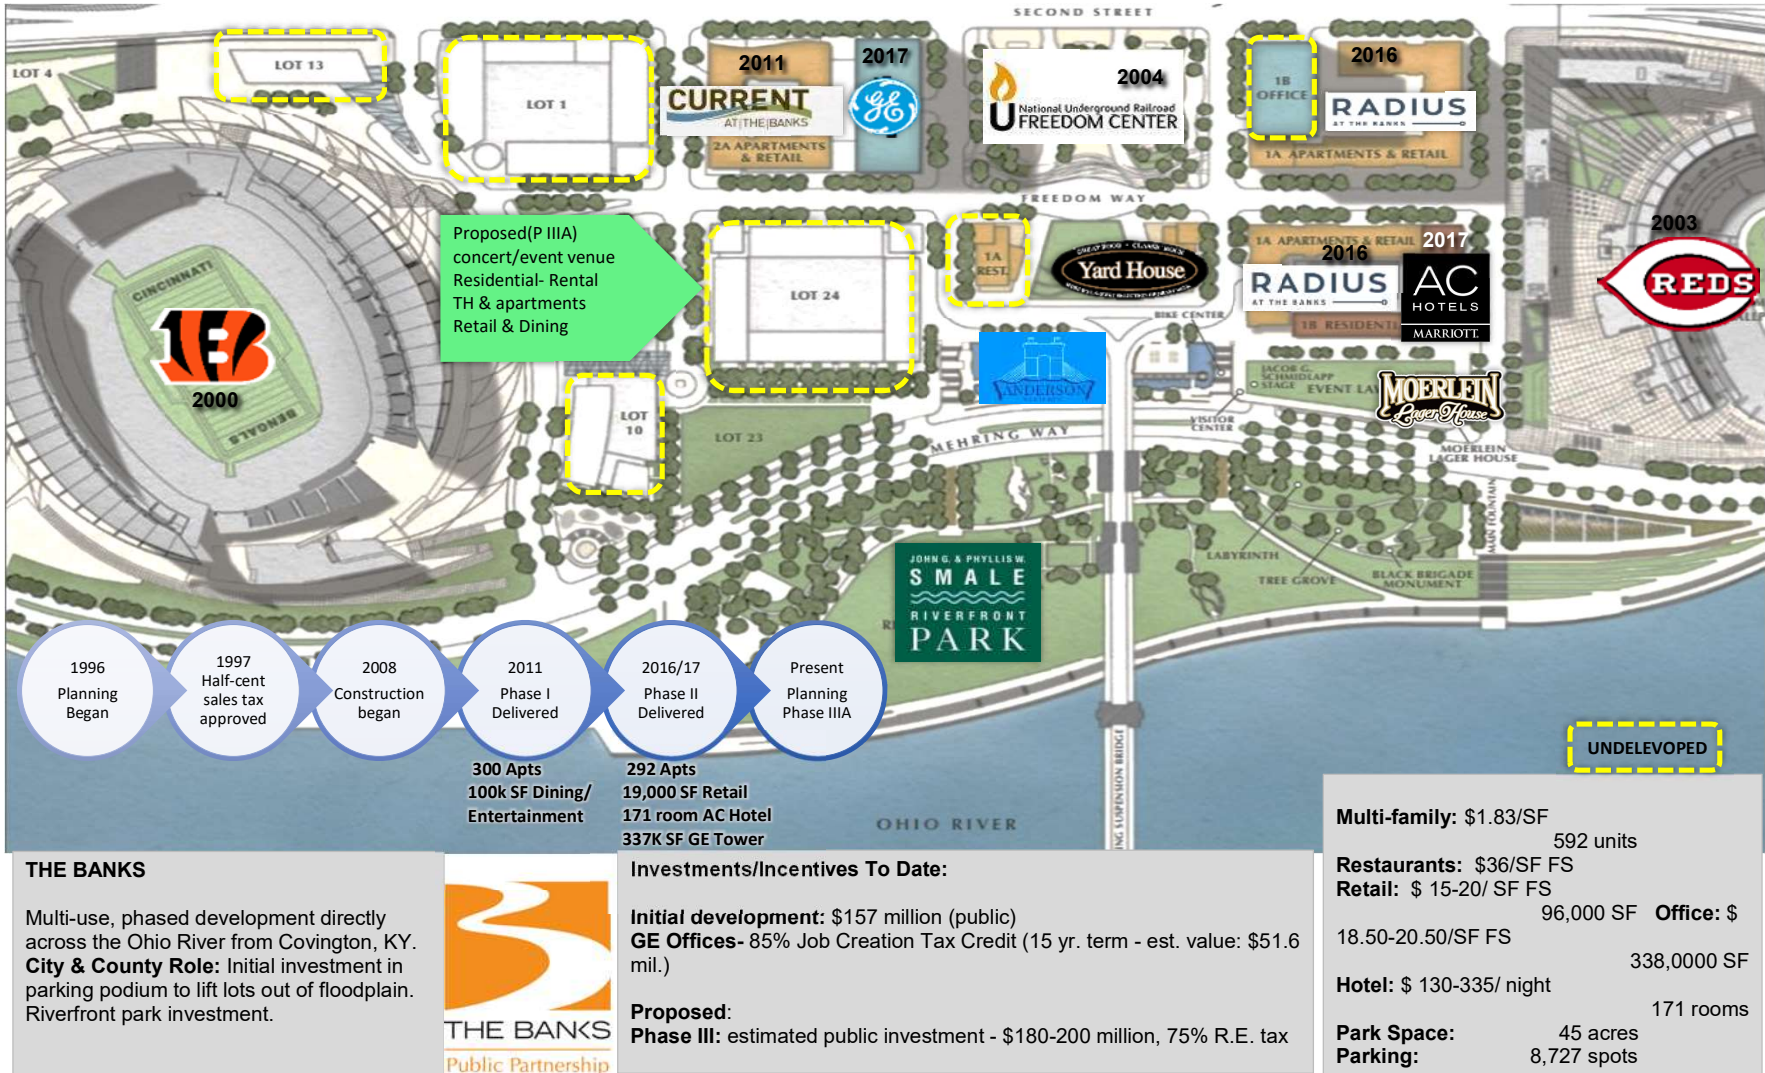 SECOND STREET
LOT 4
LOT 13
LOT 1
2011
CURRENT
AT|THE|BANKS
2A APARTMENTS
& RETAIL
2017
GE
2004
National Underground Railroad
FREEDOM CENTER
1B
OFFICE
2016
RADIUS
AT THE BANKS
1A APARTMENTS & RETAIL
FREEDOM WAY
Proposed(P IIIA)
concert/event venue
Residential- Rental
TH & apartments
Retail & Dining
LOT 24
1A
REST.
Yard House
1A APARTMENTS & RETAIL
2017
2016
RADIUS
AT THE BANKS
AC
HOTELS
MARRIOTT
1B RESIDENTI
2003
REDS
CINCINNATI
B
2000
BENGALS
BIKE CENTER
ANDERSON
JACOB G.
SCHMIDLAPP
STAGE
EVENT LA
MOERLEIN
Lager House
LOT
10
LOT 23
MEHRING WAY
VISITOR
CENTER
MOERLEIN
LAGER HOUSE
MAIN FOUNTAIN
LABYRINTH
TREE GROVE
BLACK BRIGADE
MONUMENT
JOHN G. & PHYLLIS W.
SMALE
RIVERFRONT
PARK
1996
Planning
Began
1997
Half-cent
sales tax
approved
2008
Construction
began
2011
Phase I
Delivered
2016/17
Phase II
Delivered
Present
Planning
Phase IIIA
300 Apts
100k SF Dining/
Entertainment
292 Apts
19,000 SF Retail
171 room AC Hotel
337K SF GE Tower
OHIO RIVER
NG SUSPENSION BRIDGE
UNDELEVOPED
THE BANKS
Multi-use, phased development directly
across the Ohio River from Covington, KY.
City & County Role: Initial investment in
parking podium to lift lots out of floodplain.
Riverfront park investment.
THE BANKS
Public Partnership
Investments/Incentives To Date:
Initial development: $157 million (public)
GE Offices- 85% Job Creation Tax Credit (15 yr. term - est. value: $51.6
mil.)
Proposed:
Phase III: estimated public investment - $180-200 million, 75% R.E. tax
Multi-family: $1.83/SF
592 units
Restaurants: $36/SF FS
Retail: $ 15-20/ SF FS
96,000 SF Office: $
18.50-20.50/SF FS
338,0000 SF
Hotel: $ 130-335/ night
171 rooms
Park Space: 45 acres
Parking: 8,727 spots